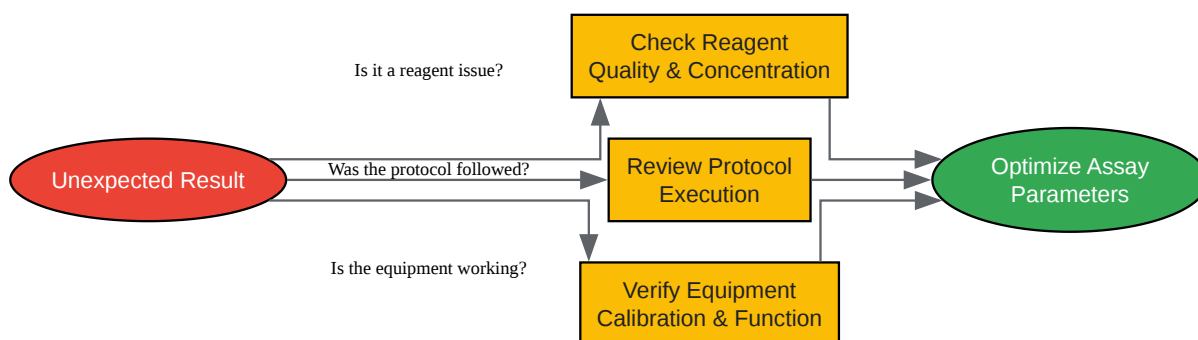 Check Reagent
Quality & Concentration
Is it a reagent issue?
Unexpected Result
Was the protocol followed?
Review Protocol
Execution
Optimize Assay
Parameters
Is the equipment working?
Verify Equipment
Calibration & Function